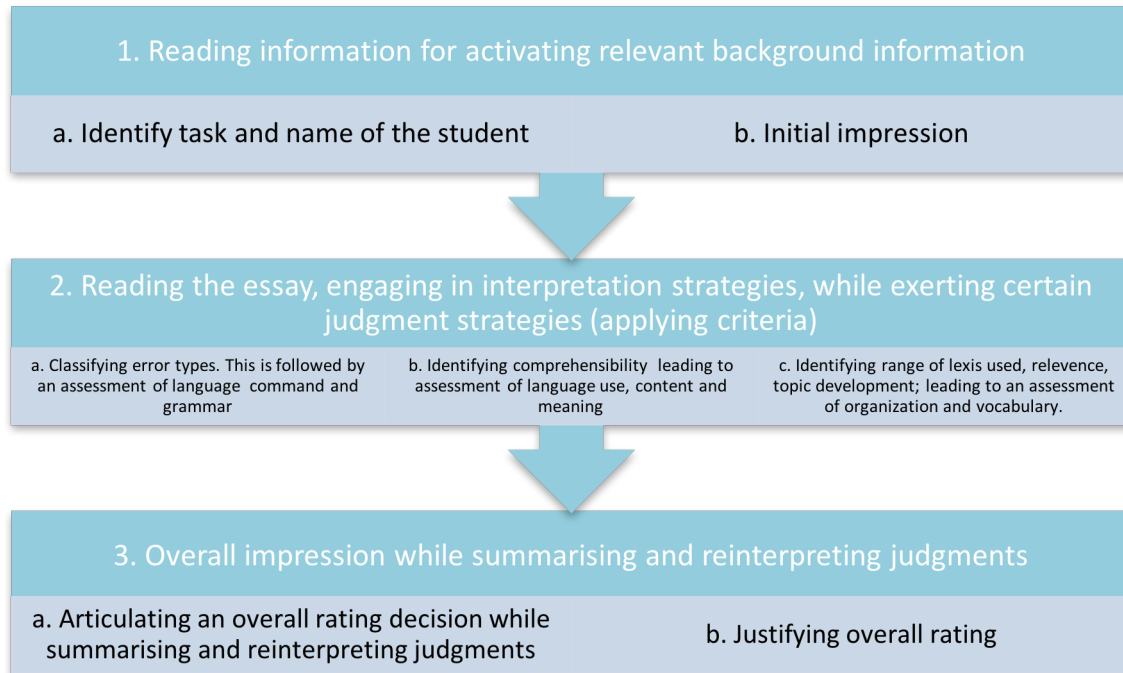 1. Reading information for activating relevant background information
a. Identify task and name of the student
b. Initial impression
2. Reading the essay, engaging in interpretation strategies, while exerting certain
judgment strategies (applying criteria)
a. Classifying error types. This is followed by
an assessment of language command and
grammar
b. Identifying comprehensibility leading to
assessment of language use, content and
meaning
c. Identifying range of lexis used, relevence,
topic development; leading to an assessment
of organization and vocabulary.
3. Overall impression while summarising and reinterpreting judgments
a. Articulating an overall rating decision while
summarising and reinterpreting judgments
b. Justifying overall rating